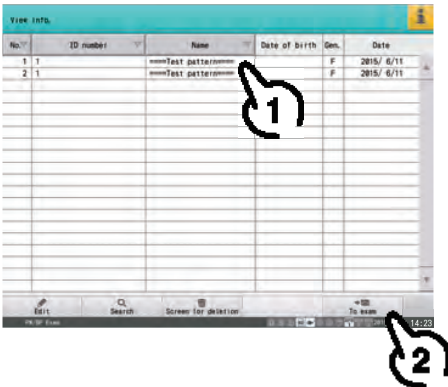 View info.
No. ID number Name Date of birth Gen. Date
1 1 ====Test pattern==== F 2015/ 6/11
2 1 ====Test pattern==== F 2015/ 6/11
1
Edit Search Screen for deletion To exam
14:23
2